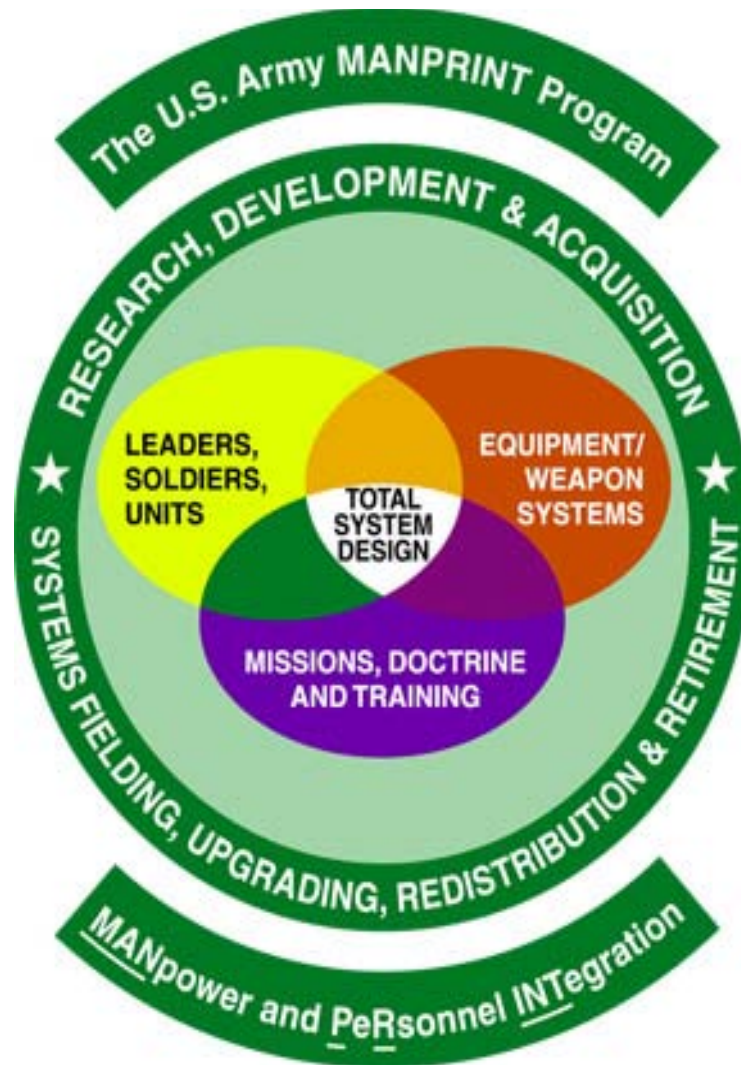 The U.S. Army MANPRINT Program
RESEARCH, DEVELOPMENT & ACQUISITION
LEADERS,
SOLDIERS,
UNITS
EQUIPMENT/
WEAPON
SYSTEMS
TOTAL
SYSTEM
DESIGN
MISSIONS, DOCTRINE
AND TRAINING
SYSTEMS FIELDING, UPGRADING, REDISTRIBUTION & RETIREMENT
MANpower and PeRsonnel INTegration